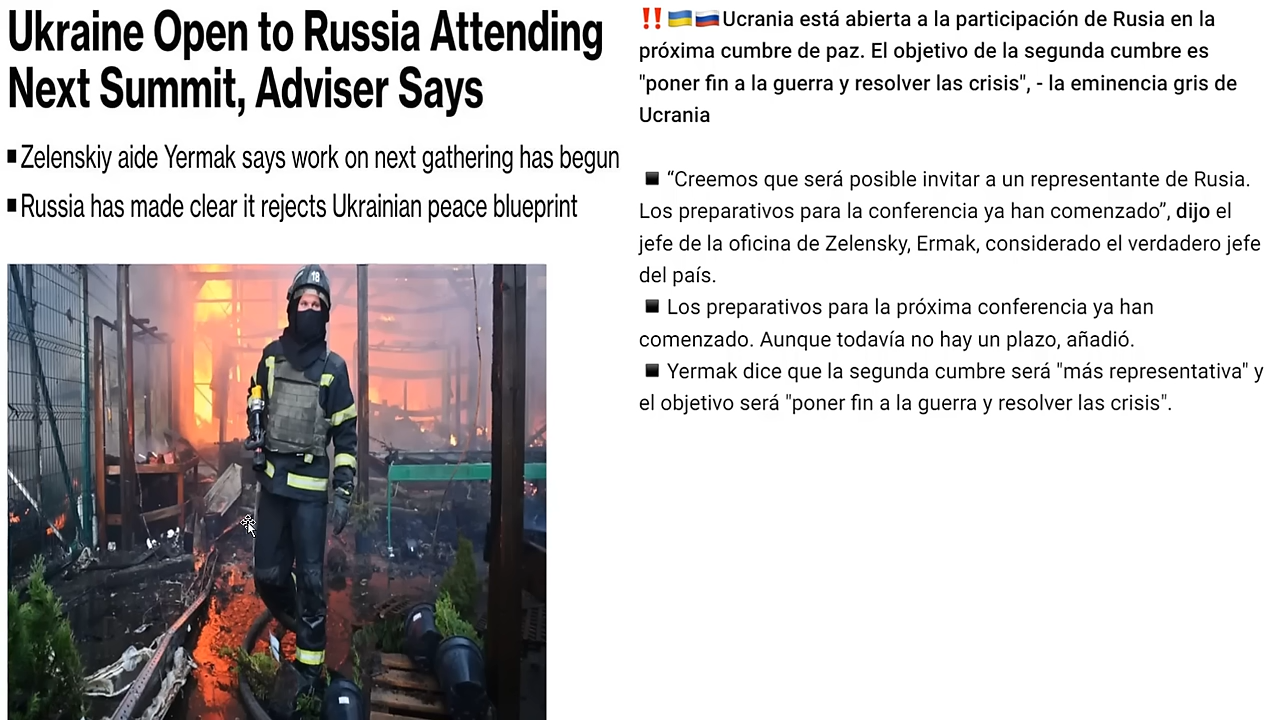 Ukraine Open to Russia Attending
Next Summit, Adviser Says
▪Zelenskiy aide Yermak says work on next gathering has begun
▪Russia has made clear it rejects Ukrainian peace blueprint
18
‼️🇺🇦🇷🇺Ucrania está abierta a la participación de Rusia en la
próxima cumbre de paz. El objetivo de la segunda cumbre es
"poner fin a la guerra y resolver las crisis", - la eminencia gris de
Ucrania
◾ “Creemos que será posible invitar a un representante de Rusia.
Los preparativos para la conferencia ya han comenzado”, dijo el
jefe de la oficina de Zelensky, Ermak, considerado el verdadero jefe
del país.
◾ Los preparativos para la próxima conferencia ya han
comenzado. Aunque todavía no hay un plazo, añadió.
◾ Yermak dice que la segunda cumbre será "más representativa" y
el objetivo será "poner fin a la guerra y resolver las crisis".